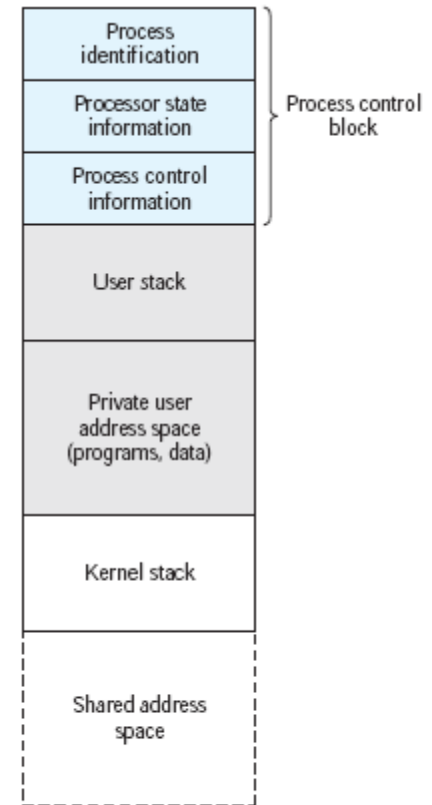 Process
identification
Processor state
information
Process control
information
Process control
block
User stack
Private user
address space
(programs, data)
Kernel stack
Shared address
space